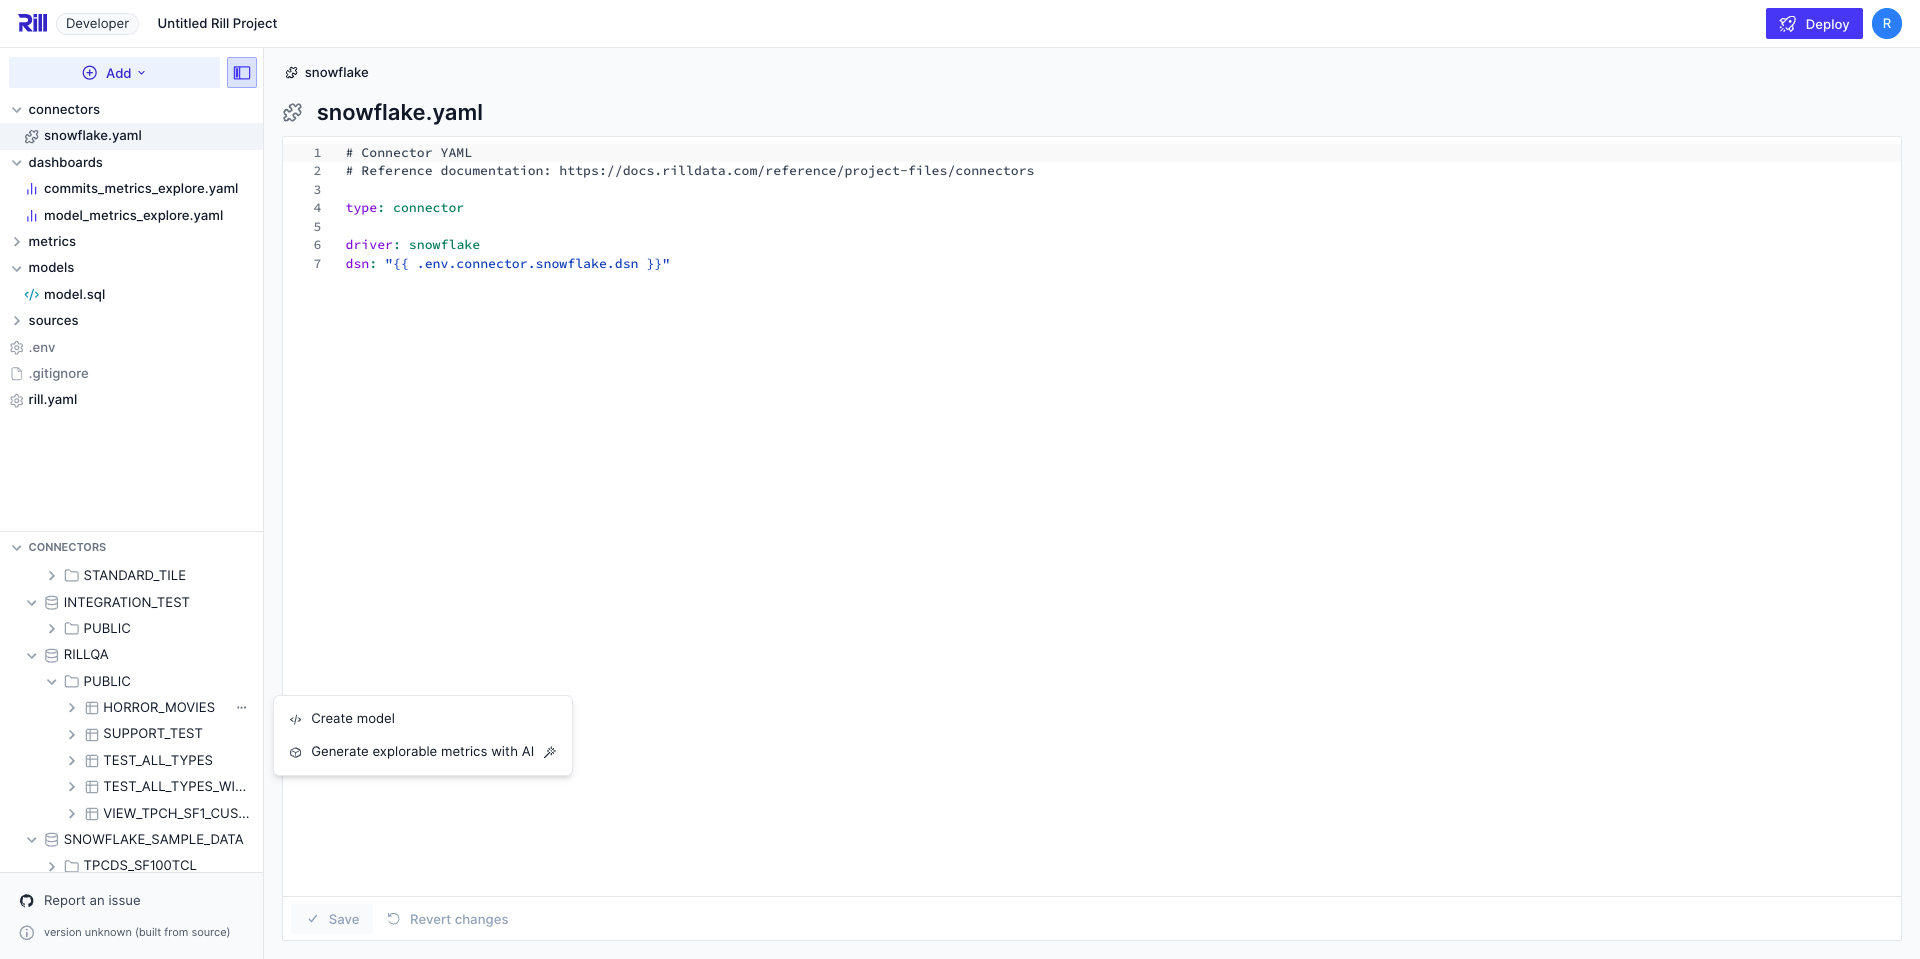 Rill Developer Untitled Rill Project Deploy R
Add
connectors
snowflake.yaml
dashboards
commits_metrics_explore.yaml
model_metrics_explore.yaml
metrics
models
model.sql
sources
.env
.gitignore
rill.yaml
CONNECTORS
STANDARD_TILE
INTEGRATION_TEST
PUBLIC
RILLQA
PUBLIC
HORROR_MOVIES ...
SUPPORT_TEST
TEST_ALL_TYPES
TEST_ALL_TYPES_WI...
VIEW_TPCH_SF1_CUS...
SNOWFLAKE_SAMPLE_DATA
TPCDS_SF100TCL
Report an issue
version unknown (built from source)
snowflake
snowflake.yaml
1 # Connector YAML
2 # Reference documentation: https://docs.rilldata.com/reference/project-files/connectors
3
4 type: connector
5
6 driver: snowflake
7 dsn: "{{ .env.connector.snowflake.dsn }}"
Create model
Generate explorable metrics with AI
Save Revert changes